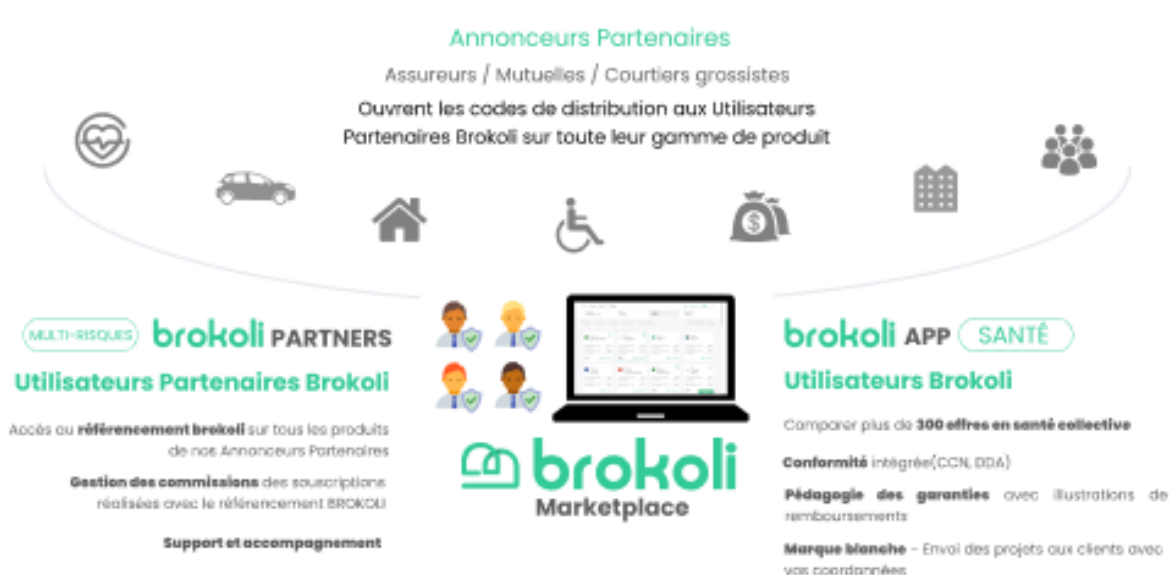 Annonceurs Partenaires
Assureurs / Mutuelles / Courtiers grossistes
Ouvrent les codes de distribution aux Utilisateurs
Partenaires Brokoli sur toute leur gamme de produit
MULTI-RISQUES brokoli PARTNERS
Utilisateurs Partenaires Brokoli
Accès au référencement brokoli sur tous les produits
de nos Annonceurs Partenaires
Gestion des commissions des souscriptions
réalisées avec le référencement BROKOLI
Support et accompagnement
brokoli
Marketplace
brokoli APP SANTÉ
Utilisateurs Brokoli
Comparer plus de 300 offres en santé collective
Conformité intégrée(CCN, DDA)
Pédagogie des garanties avec illustrations de
remboursements
Marque blanche - Envoi des projets aux clients avec
vos coordonnées